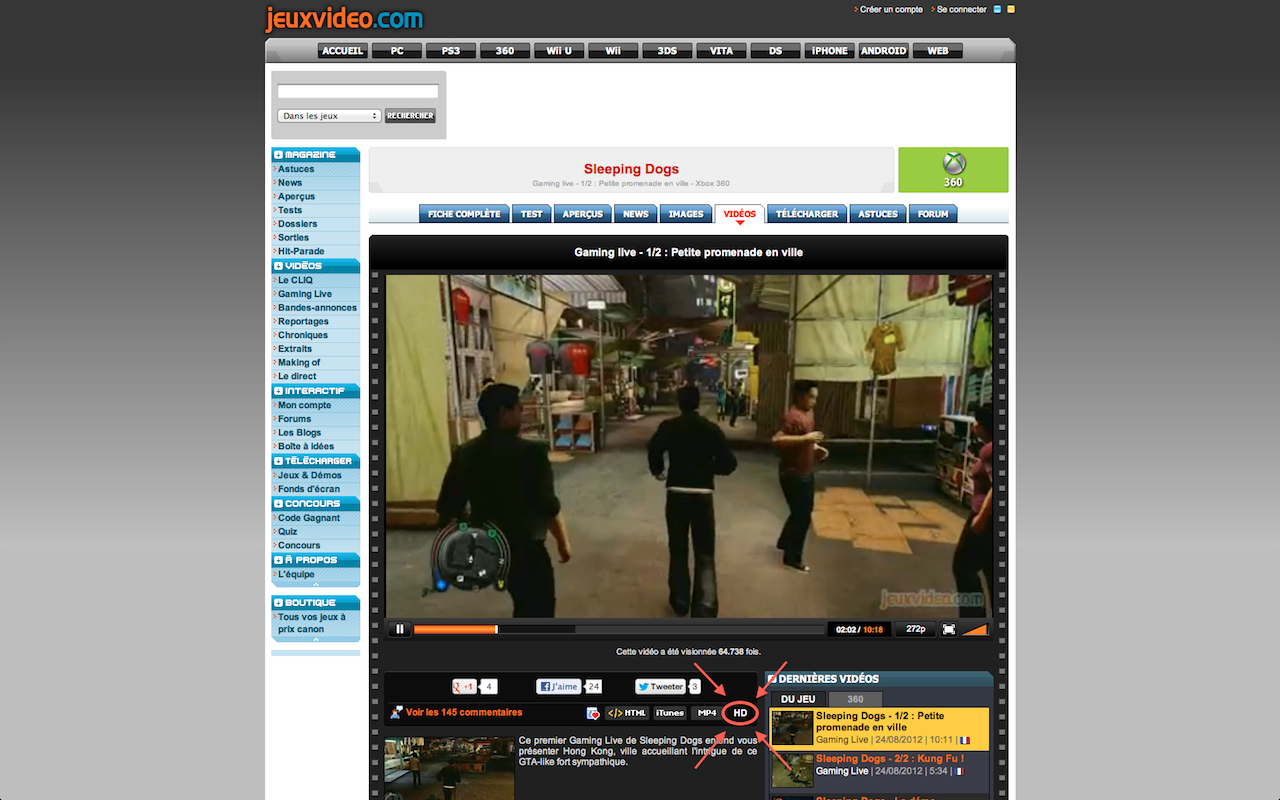 jeuxvideo.com
Créer un compte Se connecter
ACCUEIL PC PS3 360 Wii U Wii 3DS VITA DS iPHONE ANDROID WEB
Dans les jeux RECHERCHER
MAGAZINE
Astuces
News
Aperçus
Tests
Dossiers
Sorties
Hit-Parade
VIDÉOS
Le CLIQ
Gaming Live
Bandes-annonces
Reportages
Chroniques
Extraits
Making of
Le direct
INTERACTIF
Mon compte
Forums
Les Blogs
Boîte à idées
TÉLÉCHARGER
Jeux & Démos
Fonds d'écran
CONCOURS
Code Gagnant
Quiz
Concours
À PROPOS
L'équipe
BOUTIQUE
Tous vos jeux à
prix canon
Sleeping Dogs
Gaming live - 1/2 : Petite promenade en ville - Xbox 360
360
FICHE COMPLÈTE TEST APERÇUS NEWS IMAGES VIDÉOS TÉLÉCHARGER ASTUCES FORUM
Gaming live - 1/2 : Petite promenade en ville
jeuxvideo.com
02:02 / 10:18 272p
Cette vidéo a été visionnée 64.738 fois.
+1 4 J'aime 24 Tweeter 3
Voir les 145 commentaires </> HTML iTunes MP4 HD
Ce premier Gaming Live de Sleeping Dogs entend vous
présenter Hong Kong, ville accueillant l'intrigue de ce
GTA-like fort sympathique.
DERNIÈRES VIDÉOS
DU JEU 360
Sleeping Dogs - 1/2 : Petite
promenade en ville
Gaming Live | 24/08/2012 | 10:11 |
Sleeping Dogs - 2/2 : Kung Fu !
Gaming Live | 24/08/2012 | 5:34 |
Sleeping Dogs - La démo